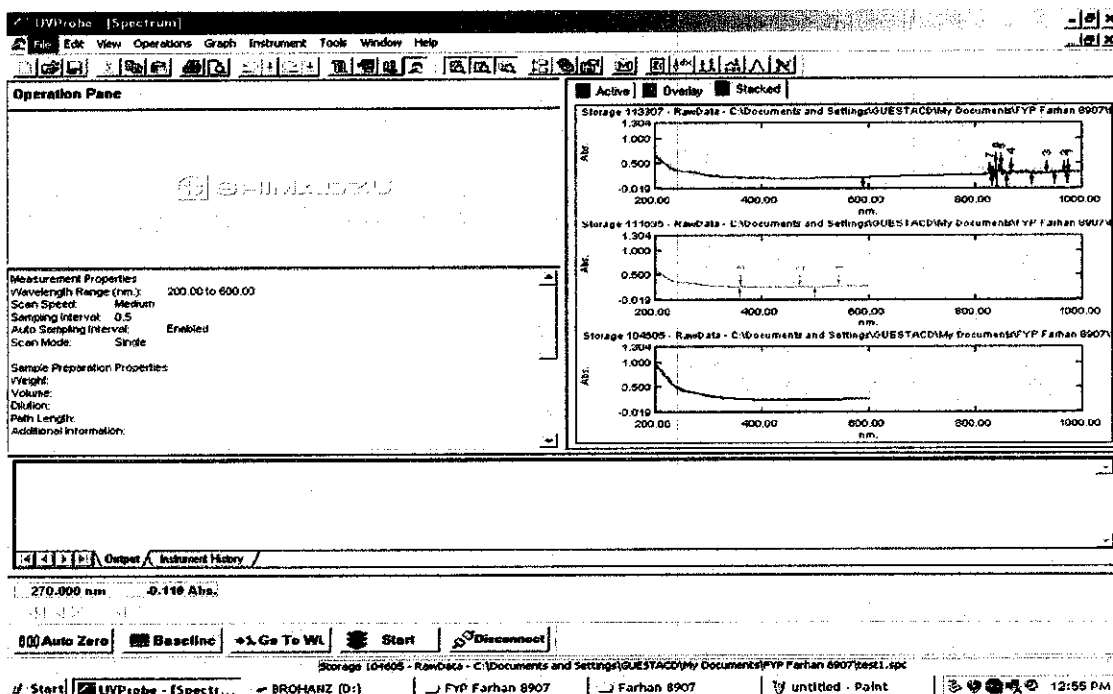 UVProbe - [Spectrum]
File Edit View Operations Graph Instrument Tools Window Help
Operation Pane
SHIMADZU
Measurement Properties
Wavelength Range (nm.): 200.00 to 600.00
Scan Speed: Medium
Sampling Interval: 0.5
Auto Sampling Interval: Enabled
Scan Mode: Single
Sample Preparation Properties
Weight:
Volume:
Dilution:
Path Length:
Additional Information:
Active Overlay Stacked
Storage 113307 - RawData - C:\Documents and Settings\GUESTACD\My Documents\FYP Farhan 8907\
1.304
1.000
0.500
-0.019
Abs.
200.00 400.00 600.00 800.00 1000.00
nm.
Storage 111035 - RawData - C:\Documents and Settings\GUESTACD\My Documents\FYP Farhan 8907\
1.304
1.000
0.500
-0.019
Abs.
200.00 400.00 600.00 800.00 1000.00
nm.
Storage 104605 - RawData - C:\Documents and Settings\GUESTACD\My Documents\FYP Farhan 8907\
1.304
1.000
0.500
-0.019
Abs.
200.00 400.00 600.00 800.00 1000.00
nm.
Output Instrument History
270.000 nm -0.110 Abs.
Auto Zero Baseline Go To WL Start Disconnect
Storage 104605 - RawData - C:\Documents and Settings\GUESTACD\My Documents\FYP Farhan 8907\test1.spc
Start UVProbe - [Spectr... BROHANZ (D:) FYP Farhan 8907 Farhan 8907 untitled - Paint 12:55 PM